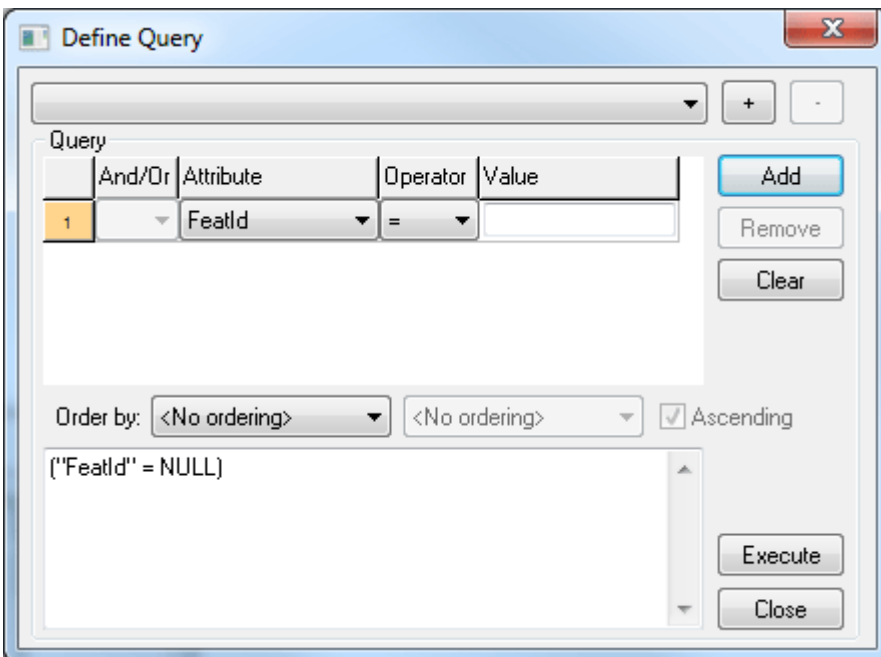 Define Query
+ -
Query
And/Or Attribute Operator Value
Add
1 FeatId =
Remove
Clear
Order by: <No ordering> <No ordering> Ascending
("FeatId" = NULL)
Execute
Close